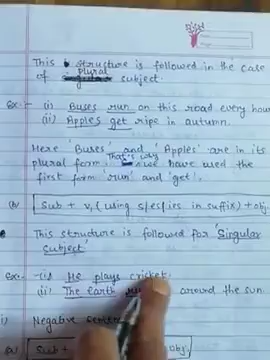 This structure is followed in the case
of plural subject.
Ex:- (i) Buses run on this road every hour
(ii) Apples get ripe in autumn.
Here 'Buses' and 'Apples' are in its
plural form. That's why we have used the
first form 'run' and 'get'.
(b) Sub + v1 (using s/es/ies in suffix) + obj.
This structure is followed for 'Singular
Subject'
Ex:- (i) He plays cricket.
(ii) The earth around the sun.
Negative
Sub + obj.